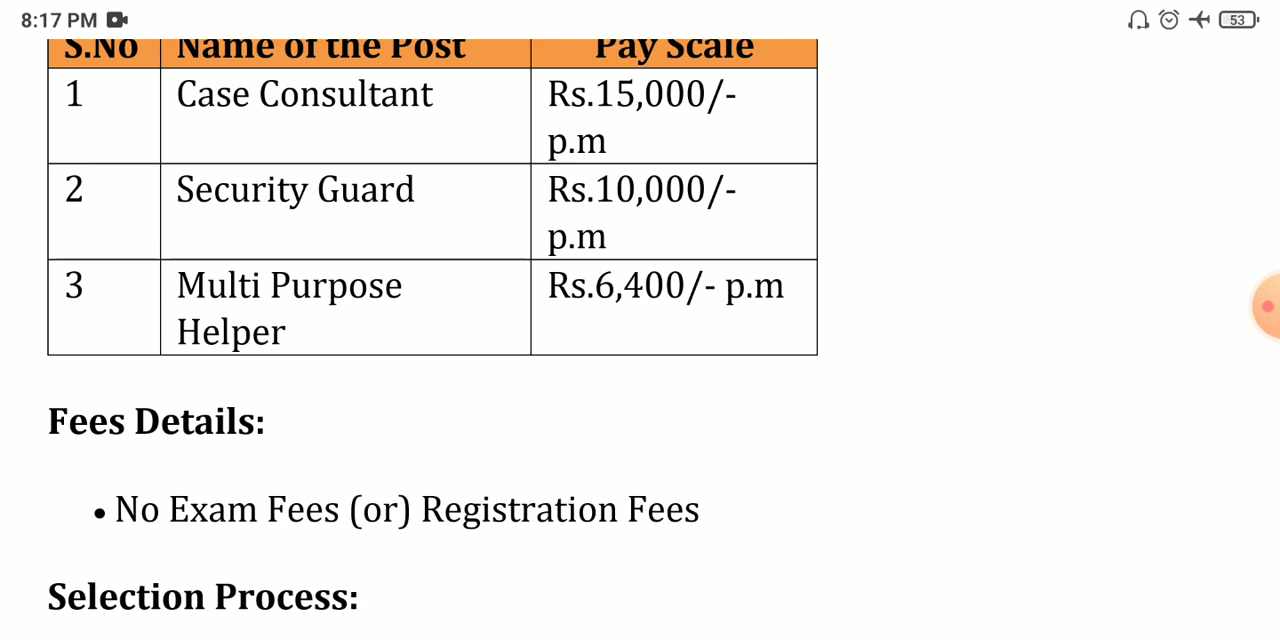 8:17 PM
53
S.No Name of the Post Pay Scale
1 Case Consultant Rs.15,000/-
p.m
2 Security Guard Rs.10,000/-
p.m
3 Multi Purpose Rs.6,400/- p.m
Helper
Fees Details:
• No Exam Fees (or) Registration Fees
Selection Process: